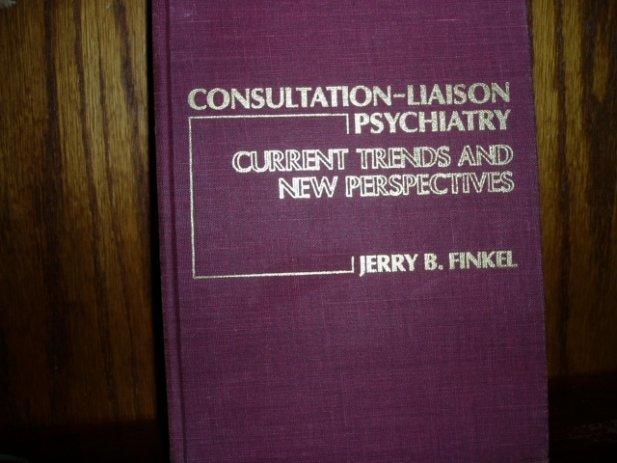 CONSULTATION-LIAISON
PSYCHIATRY
CURRENT TRENDS AND
NEW PERSPECTIVES
JERRY B. FINKEL